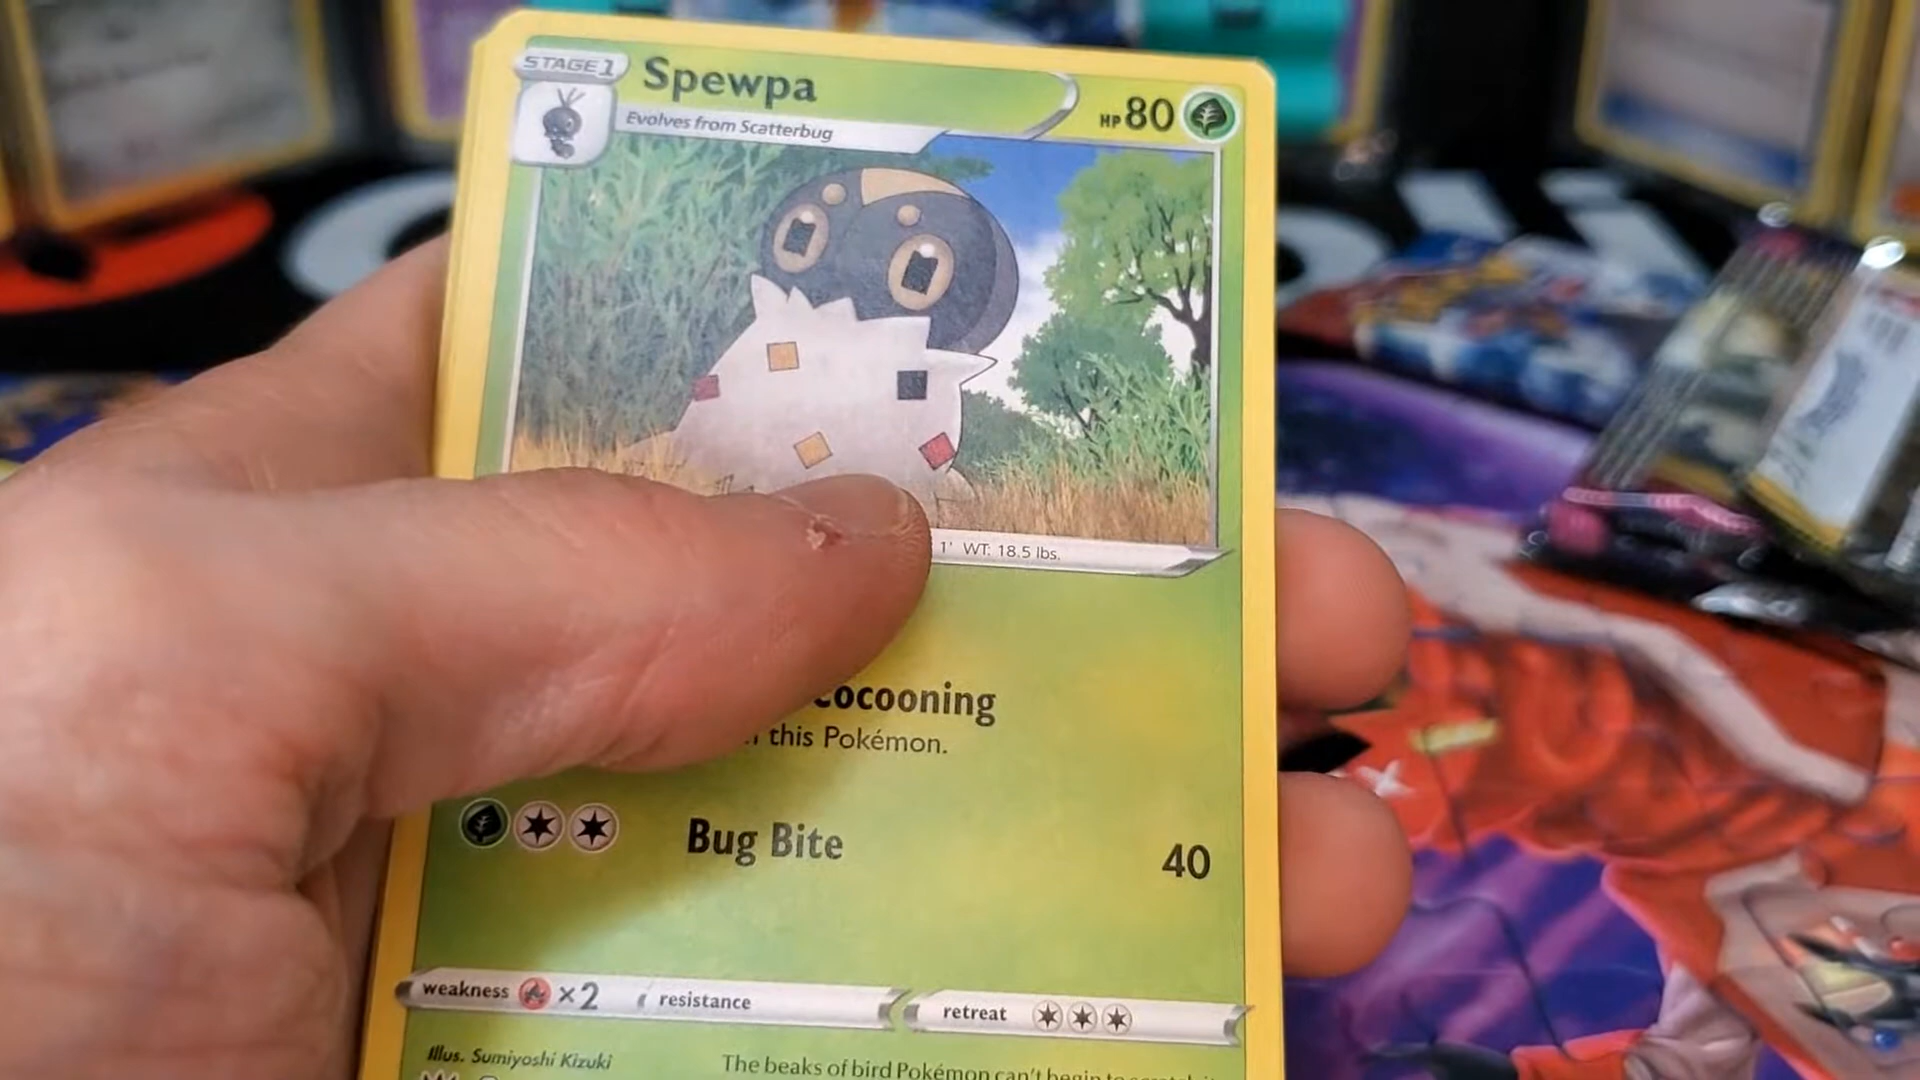 STAGE 1
Spewpa
HP 80
Evolves from Scatterbug
1' WT: 18.5 lbs.
cocooning
this Pokémon.
Bug Bite 40
weakness ×2 resistance retreat
Illus. Sumiyoshi Kizuki
The beaks of bird Pokémon can't begin to scratch it